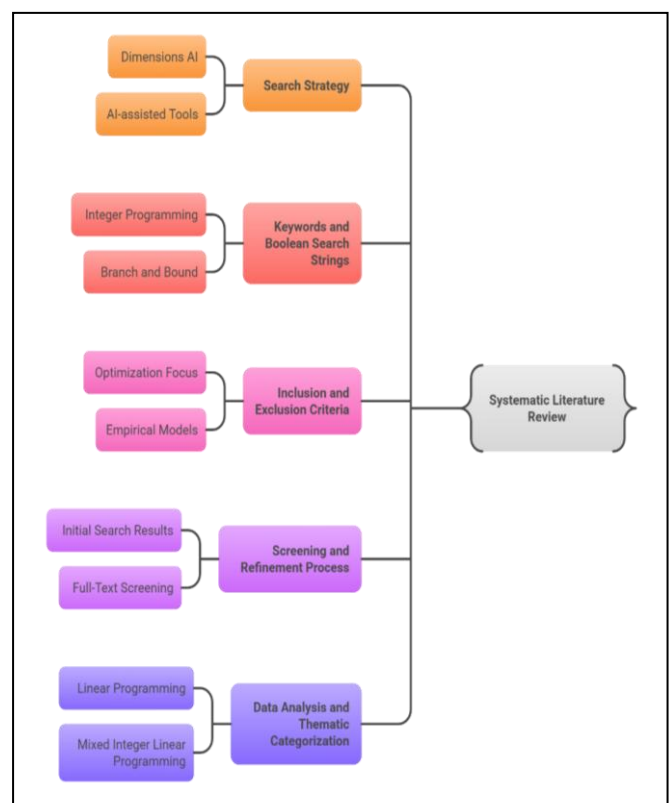 Dimensions AI
AI-assisted Tools
Search Strategy
Integer Programming
Branch and Bound
Keywords and
Boolean Search
Strings
Optimization Focus
Empirical Models
Inclusion and
Exclusion Criteria
Systematic Literature
Review
Initial Search Results
Full-Text Screening
Screening and
Refinement Process
Linear Programming
Mixed Integer Linear
Programming
Data Analysis and
Thematic
Categorization